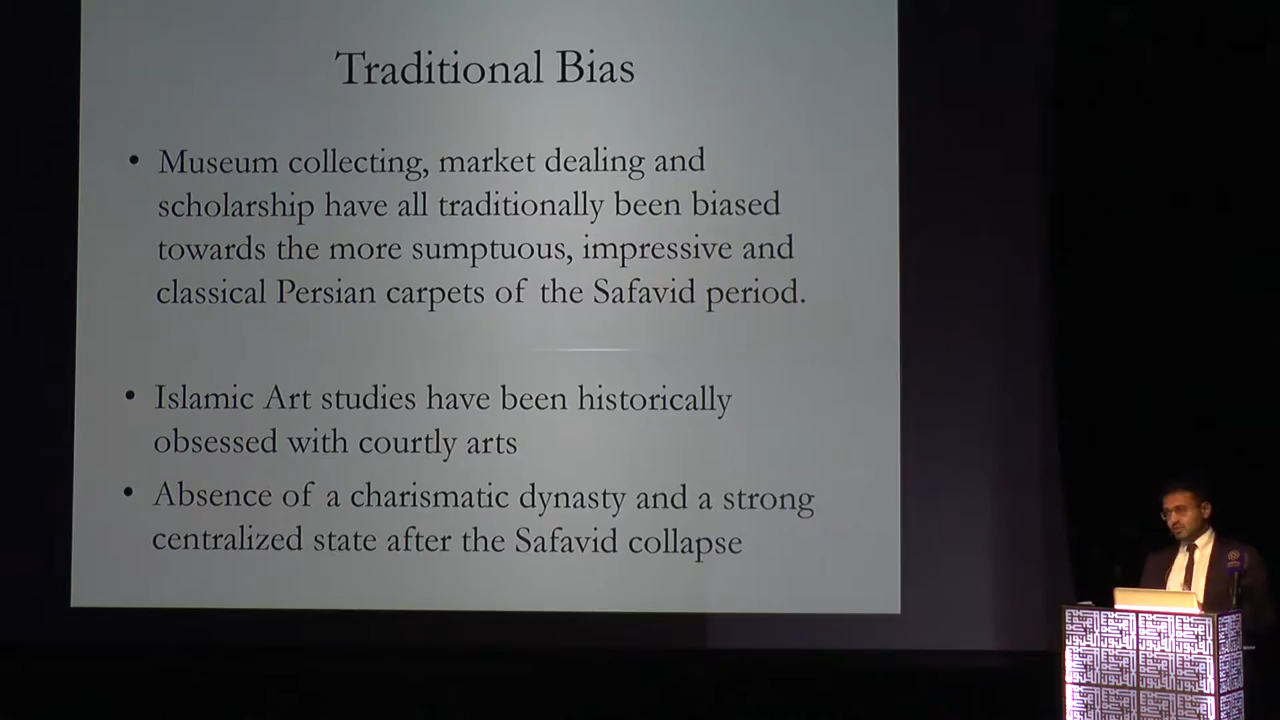 Traditional Bias
• Museum collecting, market dealing and
scholarship have all traditionally been biased
towards the more sumptuous, impressive and
classical Persian carpets of the Safavid period.
• Islamic Art studies have been historically
obsessed with courtly arts
• Absence of a charismatic dynasty and a strong
centralized state after the Safavid collapse